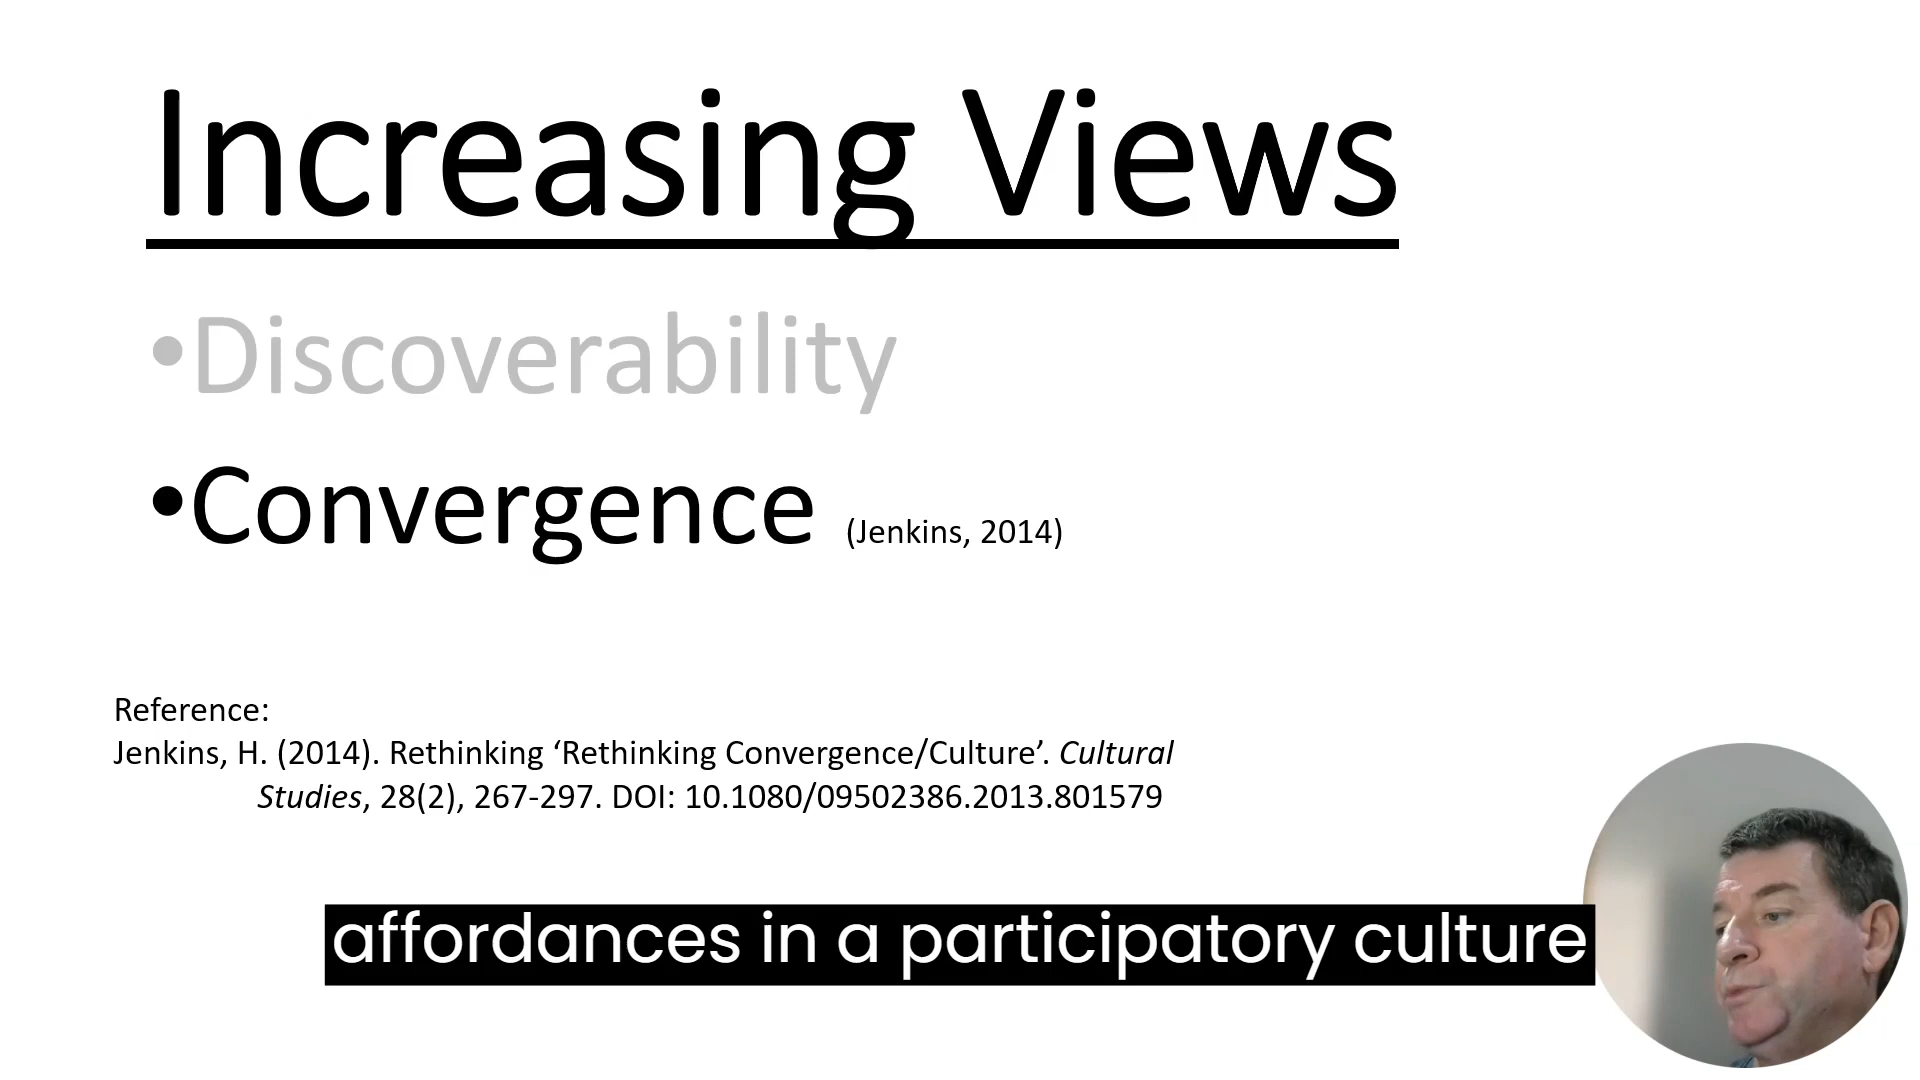 Increasing Views
•Discoverability
•Convergence (Jenkins, 2014)
Reference:
Jenkins, H. (2014). Rethinking ‘Rethinking Convergence/Culture’. Cultural
Studies, 28(2), 267-297. DOI: 10.1080/09502386.2013.801579
affordances in a participatory culture